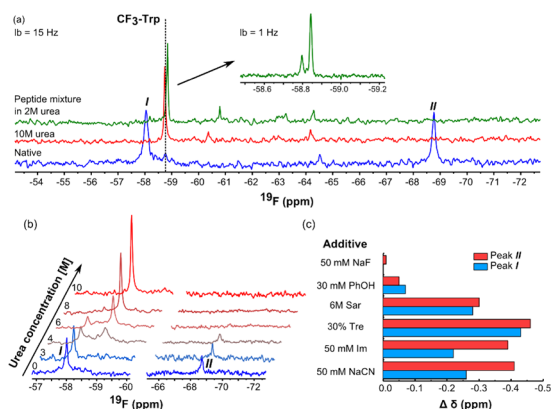 (a)
lb = 15 Hz
CF3-Trp
lb = 1 Hz
-58.6 -58.8 -59.0 -59.2
I
II
Peptide mixture
in 2M urea
10M urea
Native
-54 -55 -56 -57 -58 -59 -61 -62 -63 -64 -65 -66 -67 -68 -69 -70 -71 -72
19F (ppm)
(b)
Urea concentration [M]
10
8
6
4
3
0
I
II
-57 -58 -59 -60 -68 -70 -72
19F (ppm)
(c)
Additive
50 mM NaF
30 mM PhOH
6M Sar
30% Tre
50 mM Im
50 mM NaCN
Peak II
Peak I
0.0 -0.1 -0.2 -0.3 -0.4 -0.5
Δ δ (ppm)